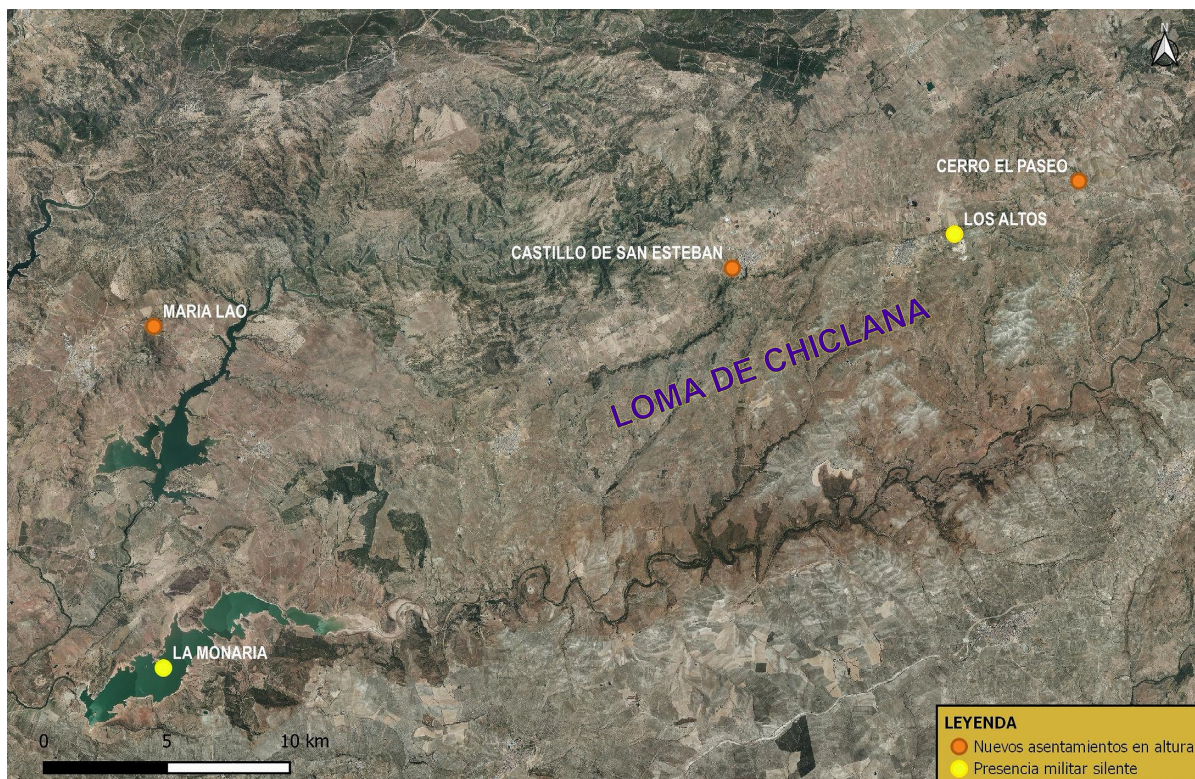 N
CERRO EL PASEO
LOS ALTOS
CASTILLO DE SAN ESTEBAN
MARIA LAO
LOMA DE CHICLANA
LA MONARIA
0 5 10 km
LEYENDA
Nuevos asentamientos en altura
Presencia militar silente